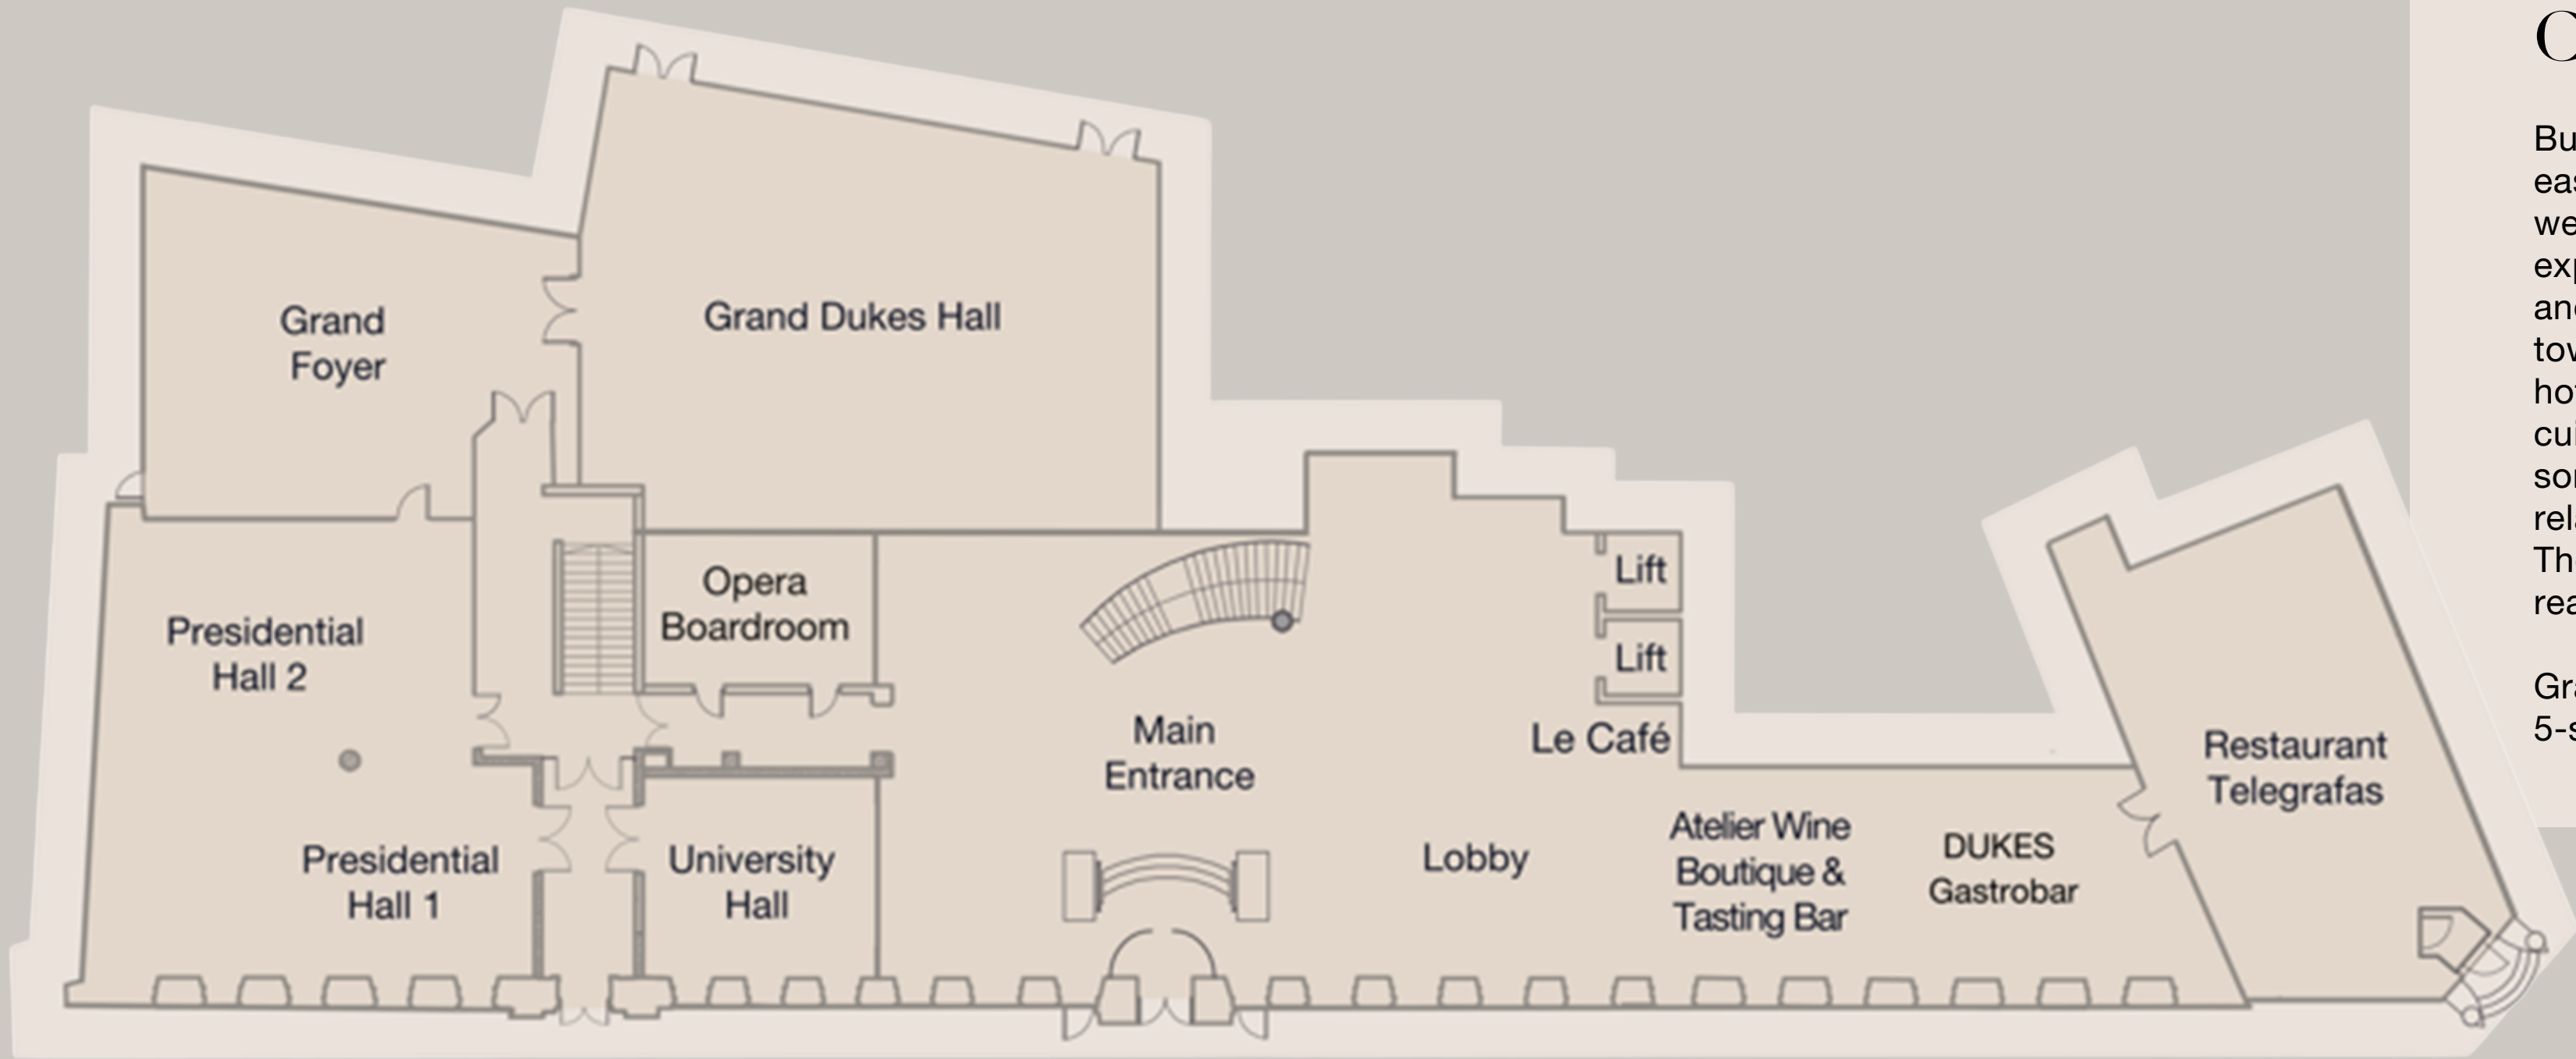 Grand
Foyer
Grand Dukes Hall
Presidential
Hall 2
Opera
Boardroom
Lift
Lift
Presidential
Hall 1
University
Hall
Main
Entrance
Le Café
Lobby
Atelier Wine
Boutique &
Tasting Bar
DUKES
Gastrobar
Restaurant
Telegrafas